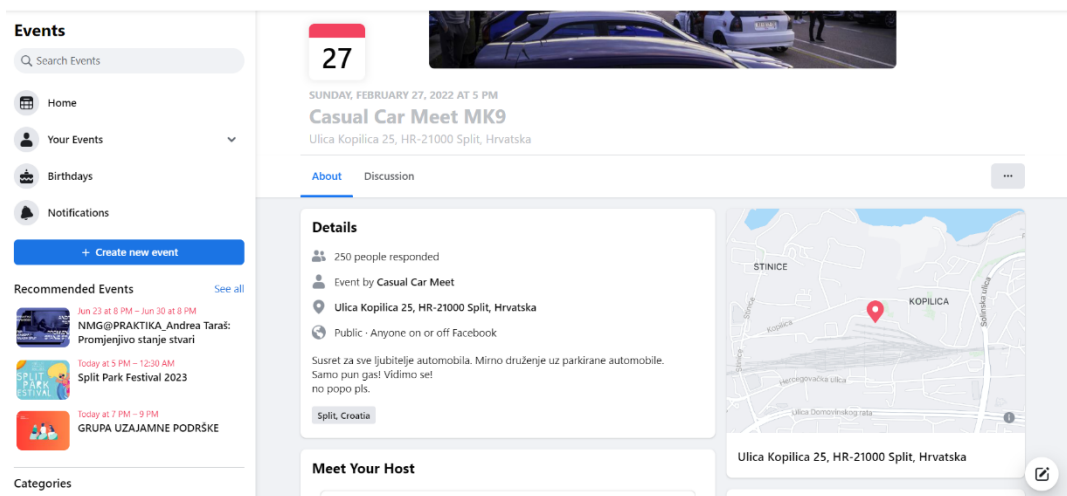 Events
Search Events
Home
Your Events
Birthdays
Notifications
+ Create new event
Recommended Events
See all
Jun 23 at 8 PM – Jun 30 at 8 PM
NMG@PRAKTIKA_Andrea Taraš:
Promjenjivo stanje stvari
SPLIT
PARK
ESTIVAL
Today at 5 PM – 12:30 AM
Split Park Festival 2023
Today at 7 PM – 9 PM
GRUPA UZAJAMNE PODRŠKE
Categories
27
SUNDAY, FEBRUARY 27, 2022 AT 5 PM
Casual Car Meet MK9
Ulica Kopilica 25, HR-21000 Split, Hrvatska
About
Discussion
Details
250 people responded
Event by Casual Car Meet
Ulica Kopilica 25, HR-21000 Split, Hrvatska
Public · Anyone on or off Facebook
Susret za sve ljubitelje automobila. Mirno druženje uz parkirane automobile.
Samo pun gas! Vidimo se!
no popo pls.
Split, Croatia
Meet Your Host
STINICE
KOPILICA
Stinice
Kopilica
Solinska ulica
Hercegovačka ulica
Ulica Domovinskog rata
Ulica Kopilica 25, HR-21000 Split, Hrvatska